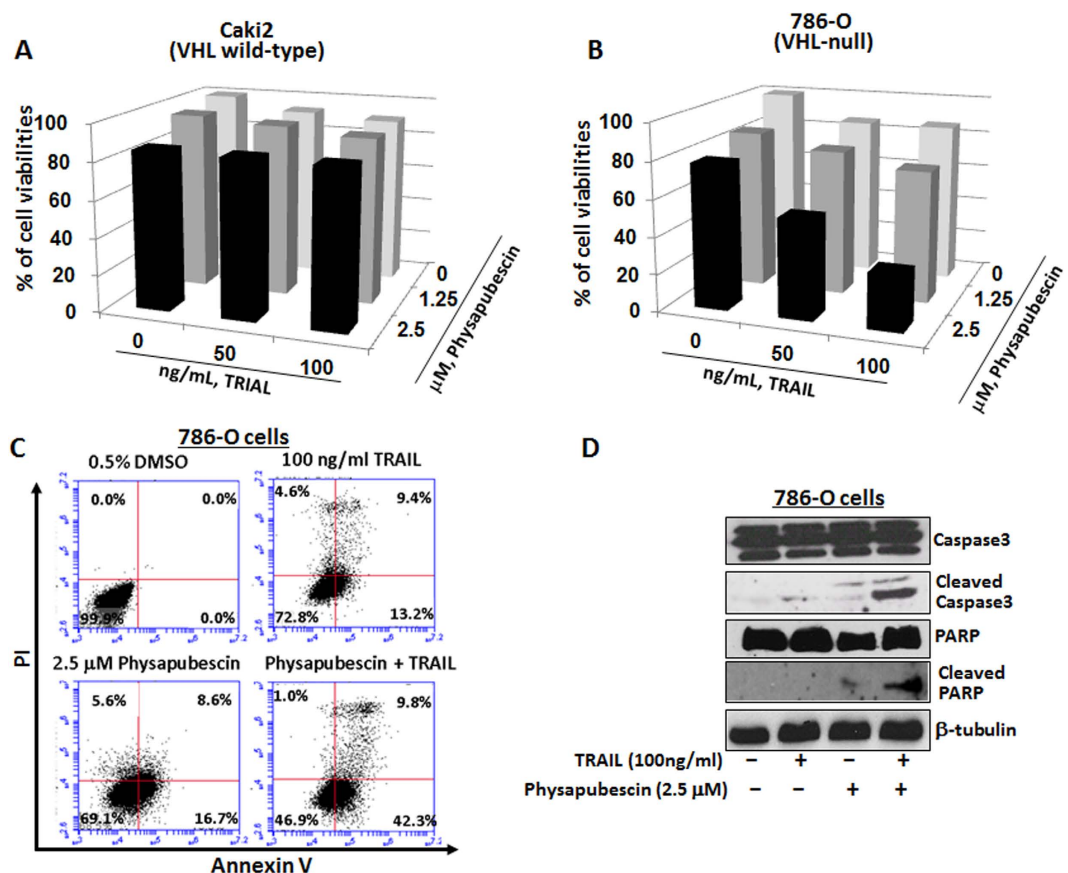 A
Caki2
(VHL wild-type)
% of cell viabilities
100
80
60
40
20
0
0
50
100
ng/mL, TRIAL
0
1.25
2.5
μM, Physapubescin
B
786-O
(VHL-null)
% of cell viabilities
100
80
60
40
20
0
0
50
100
ng/mL, TRAIL
0
1.25
2.5
μM, Physapubescin
C
786-O cells
0.5% DMSO
0.0% 0.0%
99.9% 0.0%
100 ng/ml TRAIL
4.6% 9.4%
72.8% 13.2%
2.5 μM Physapubescin
5.6% 8.6%
69.1% 16.7%
Physapubescin + TRAIL
1.0% 9.8%
46.9% 42.3%
PI
Annexin V
D
786-O cells
Caspase3
Cleaved
Caspase3
PARP
Cleaved
PARP
β-tubulin
TRAIL (100ng/ml) − + − +
Physapubescin (2.5 μM) − − + +